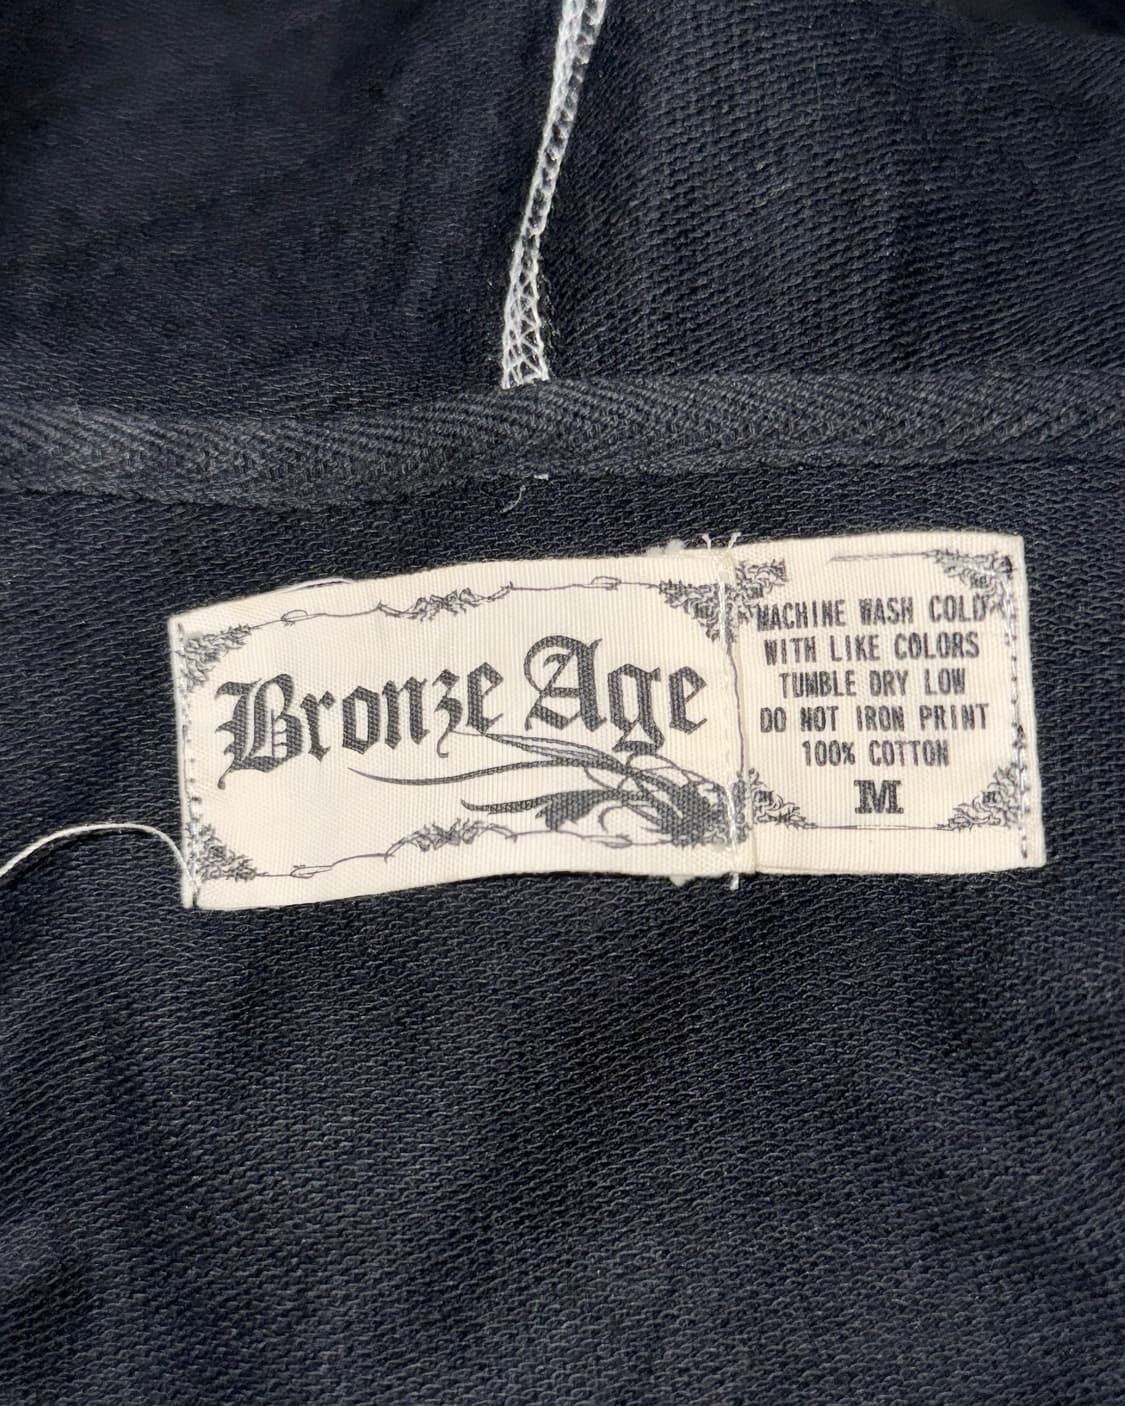 Bronze Age
MACHINE WASH COLD
WITH LIKE COLORS
TUMBLE DRY LOW
DO NOT IRON PRINT
100% COTTON
M